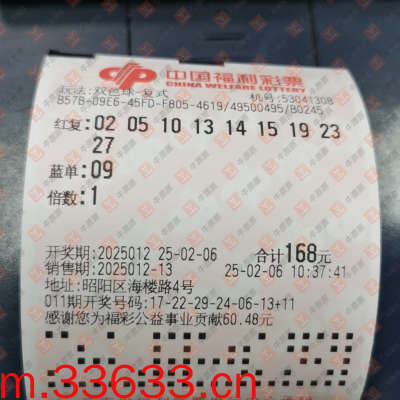 中国福利彩票
CHINA WELFARE LOTTERY
玩法:双色球-复式
机号:53041308
B57B-09E6-45FD-F805-4619/49500495/80245
红复:02 05 10 13 14 15 19 23
27
蓝单:09
倍数:1
开奖期:2025012 25-02-06 合计168元
销售期:2025012-13 25-02-06 10:37:41
地址:昭阳区海楼路4号
011期开奖号码:17-22-29-24-06-13+11
感谢您为福彩公益事业贡献60.48元
m.33633.cn